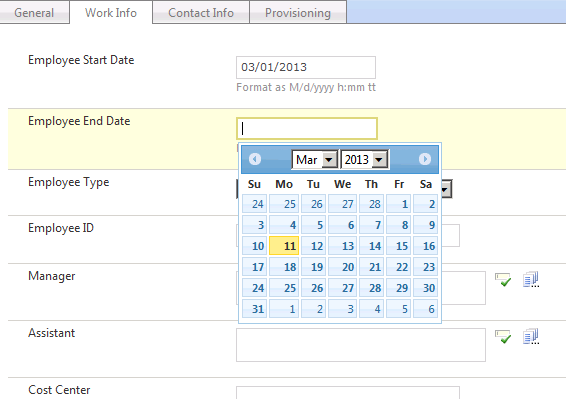 General Work Info Contact Info Provisioning
Employee Start Date 03/01/2013
Format as M/d/yyyy h:mm tt
Employee End Date
Mar 2013
Su Mo Tu We Th Fr Sa
Employee Type
24 25 26 27 28 1 2
3 4 5 6 7 8 9
Employee ID
10 11 12 13 14 15 16
17 18 19 20 21 22 23
Manager
24 25 26 27 28 29 30
31 1 2 3 4 5 6
Assistant
Cost Center